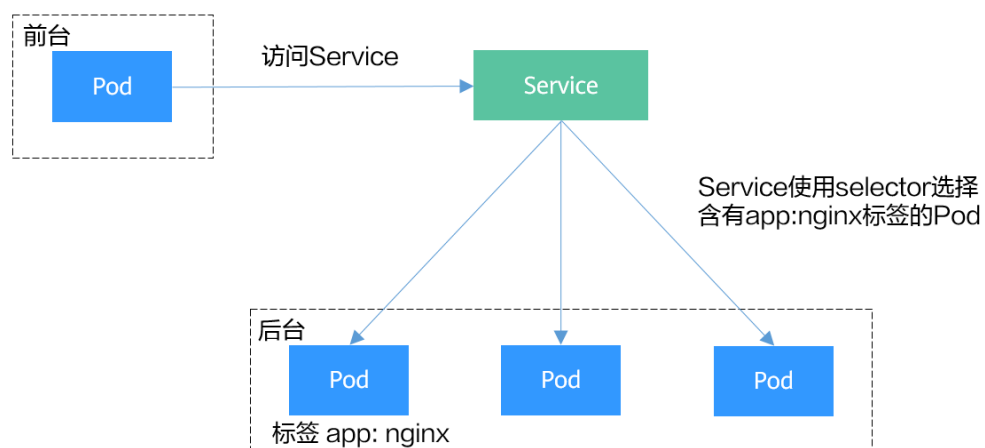 前台
Pod
访问Service
Service
Service使用selector选择
含有app:nginx标签的Pod
后台
Pod
Pod
Pod
标签 app: nginx